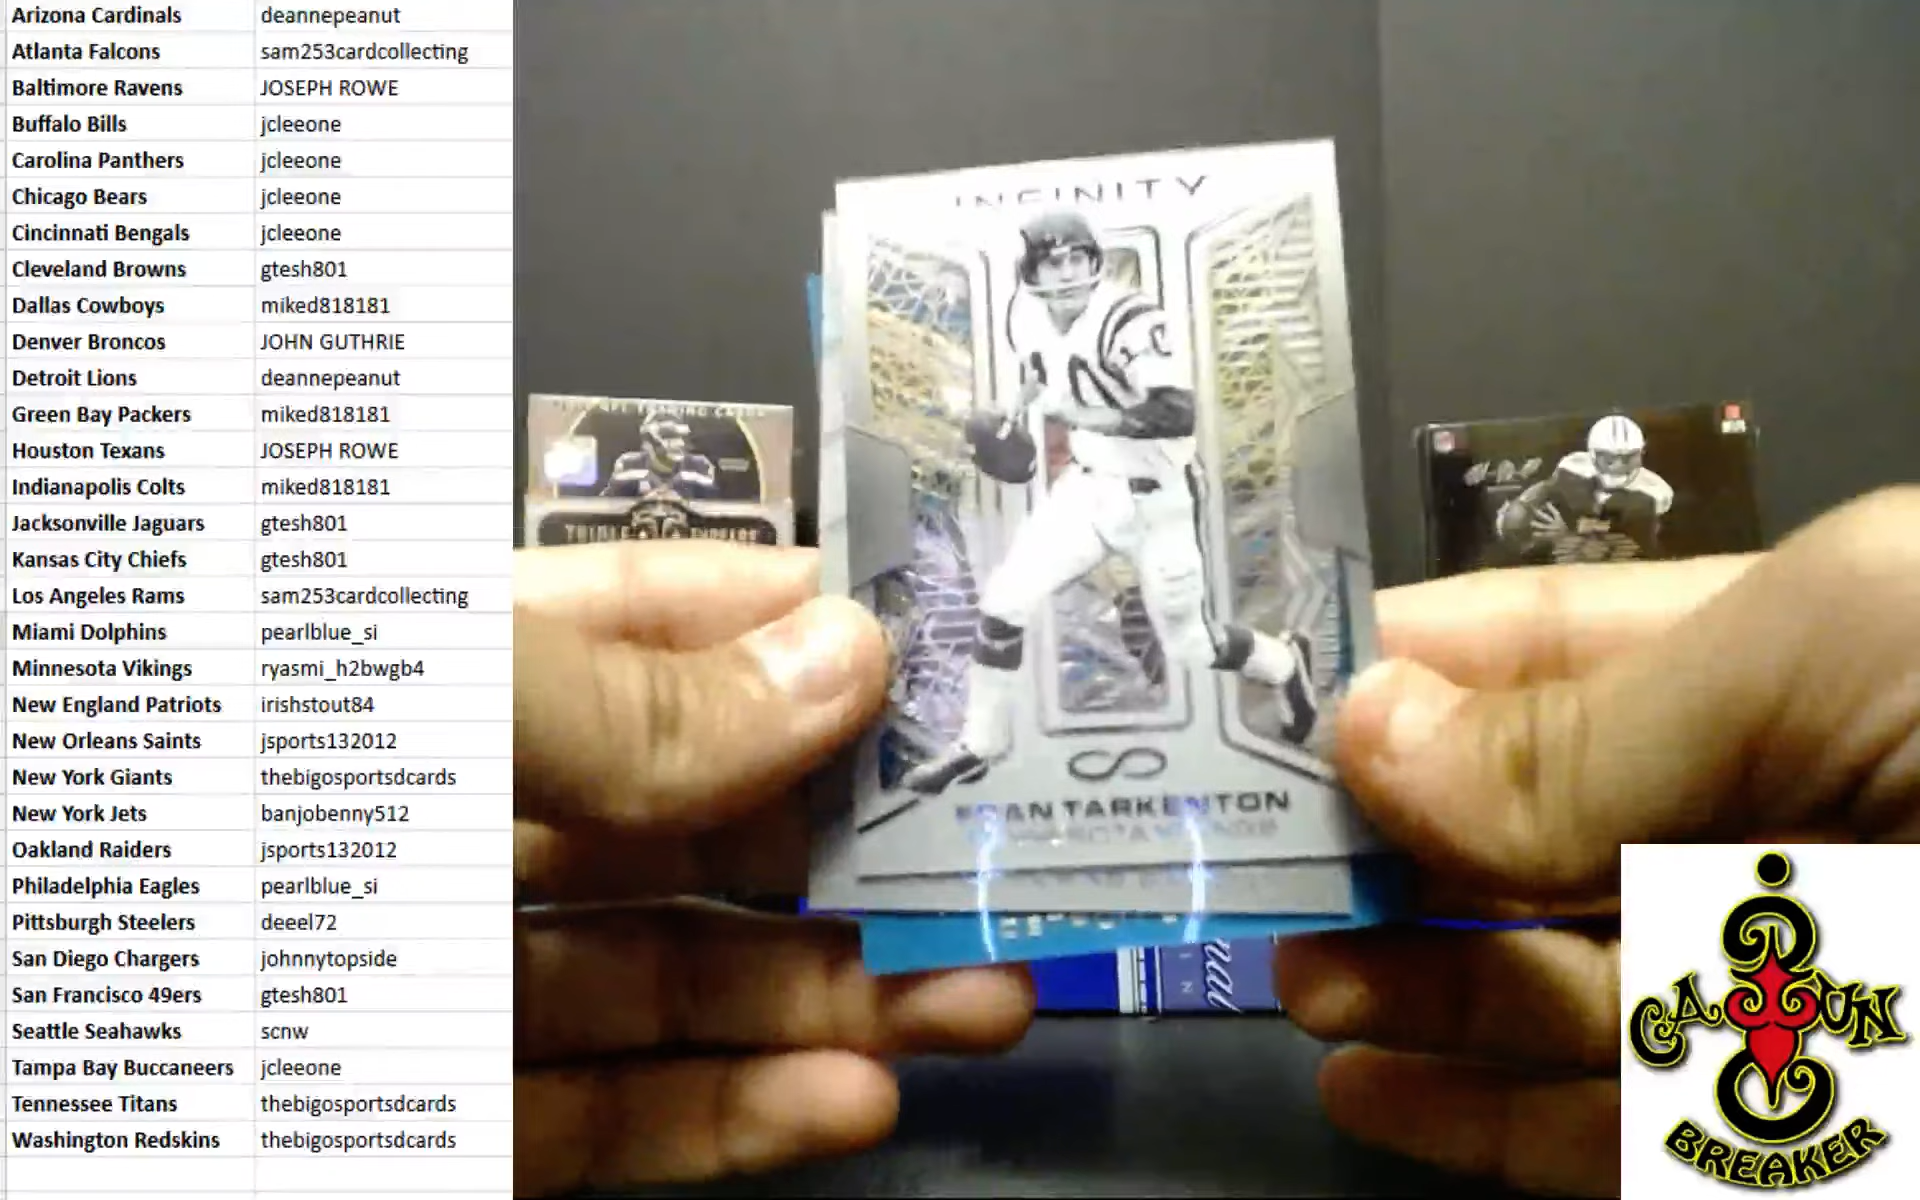 Arizona Cardinals deannepeanut
Atlanta Falcons sam253cardcollecting
Baltimore Ravens JOSEPH ROWE
Buffalo Bills jcleeone
Carolina Panthers jcleeone
Chicago Bears jcleeone
Cincinnati Bengals jcleeone
Cleveland Browns gtesh801
Dallas Cowboys miked818181
Denver Broncos JOHN GUTHRIE
Detroit Lions deannepeanut
Green Bay Packers miked818181
Houston Texans JOSEPH ROWE
Indianapolis Colts miked818181
Jacksonville Jaguars gtesh801
Kansas City Chiefs gtesh801
Los Angeles Rams sam253cardcollecting
Miami Dolphins pearlblue_si
Minnesota Vikings ryasmi_h2bwgb4
New England Patriots irishstout84
New Orleans Saints jsports132012
New York Giants thebigosportsdcards
New York Jets banjobenny512
Oakland Raiders jsports132012
Philadelphia Eagles pearlblue_si
Pittsburgh Steelers deeel72
San Diego Chargers johnnytopside
San Francisco 49ers gtesh801
Seattle Seahawks scnw
Tampa Bay Buccaneers jcleeone
Tennessee Titans thebigosportsdcards
Washington Redskins thebigosportsdcards
INFINITY
10
FRAN TARKENTON
CAJUN
BREAKER